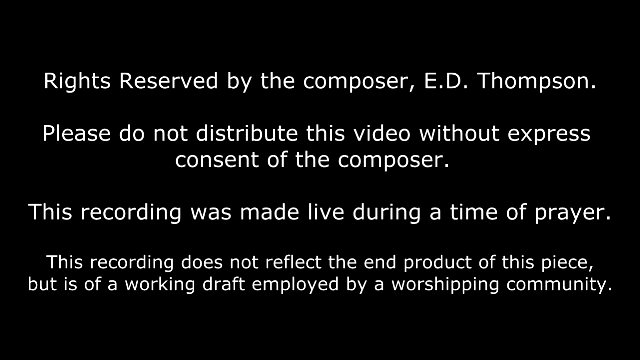 Rights Reserved by the composer, E.D. Thompson.
Please do not distribute this video without express
consent of the composer.
This recording was made live during a time of prayer.
This recording does not reflect the end product of this piece,
but is of a working draft employed by a worshipping community.